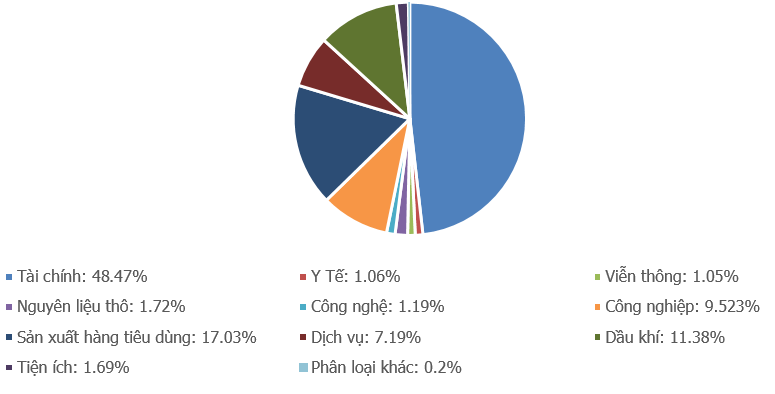 Tài chính: 48.47% Y Tế: 1.06% Viễn thông: 1.05%
Nguyên liệu thô: 1.72% Công nghệ: 1.19% Công nghiệp: 9.523%
Sản xuất hàng tiêu dùng: 17.03% Dịch vụ: 7.19% Dầu khí: 11.38%
Tiện ích: 1.69% Phân loại khác: 0.2%